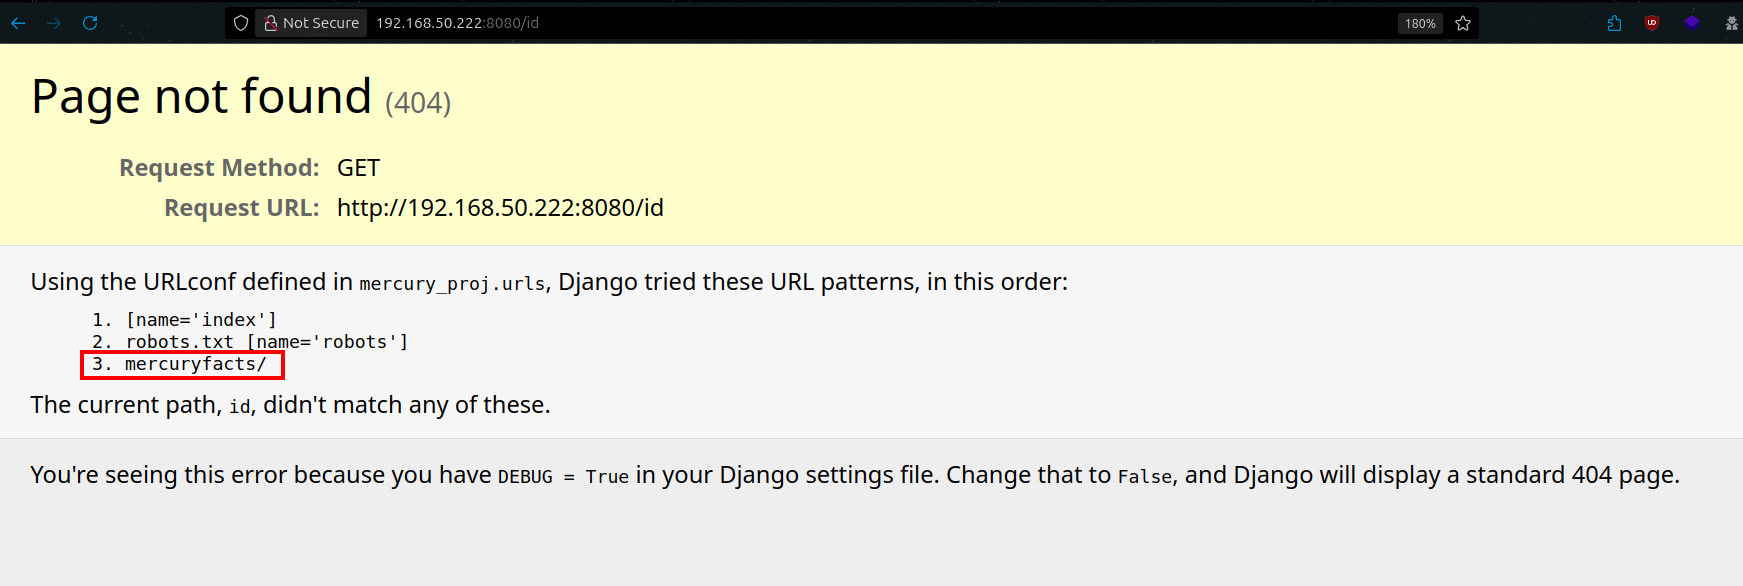 Not Secure 192.168.50.222:8080/id 180%
Page not found (404)
Request Method: GET
Request URL: http://192.168.50.222:8080/id
Using the URLconf defined in mercury_proj.urls, Django tried these URL patterns, in this order:
1. [name='index']
2. robots.txt [name='robots']
3. mercuryfacts/
The current path, id, didn't match any of these.
You're seeing this error because you have DEBUG = True in your Django settings file. Change that to False, and Django will display a standard 404 page.